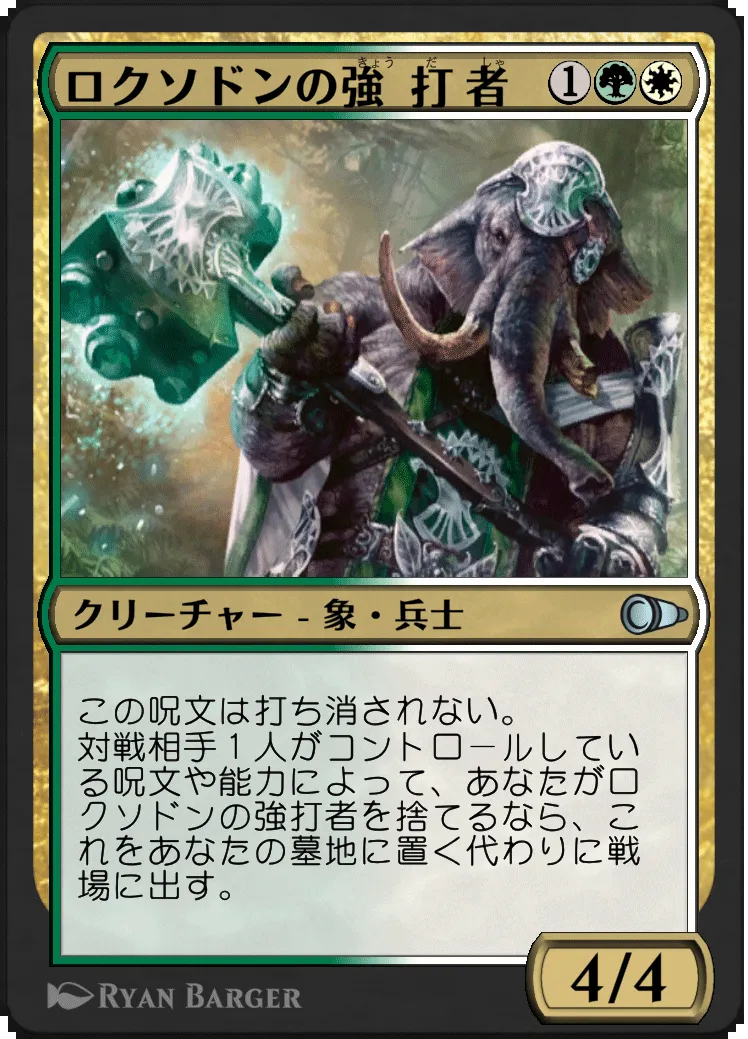 ロクソドンの強打者 1
きょうだしゃ
クリーチャー - 象・兵士
この呪文は打ち消されない。
対戦相手１人がコントロールしてい
る呪文や能力によって、あなたがロ
クソドンの強打者を捨てるなら、こ
れをあなたの墓地に置く代わりに戦
場に出す。
4/4
RYAN BARGER